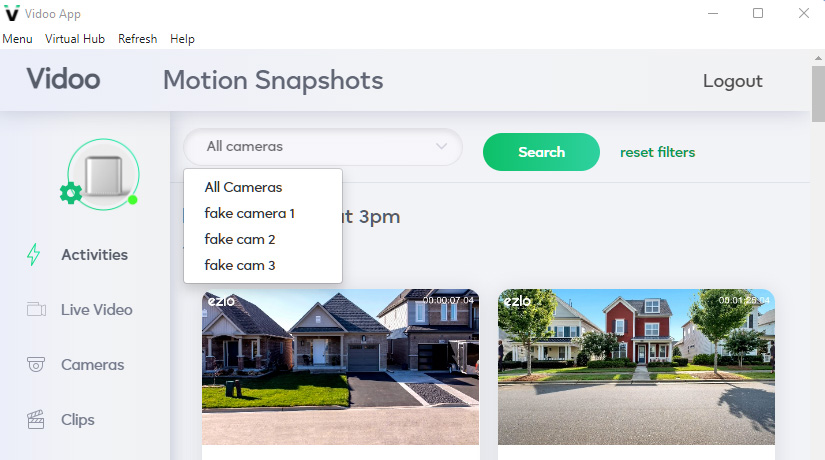 Vidoo App
Menu Virtual Hub Refresh Help
Vidoo Motion Snapshots Logout
All cameras
Search reset filters
All Cameras
fake camera 1
fake cam 2
fake cam 3
at 3pm
Activities
Live Video
Cameras
Clips
ezlo 00:00:07.04
ezlo 00:01:26.04